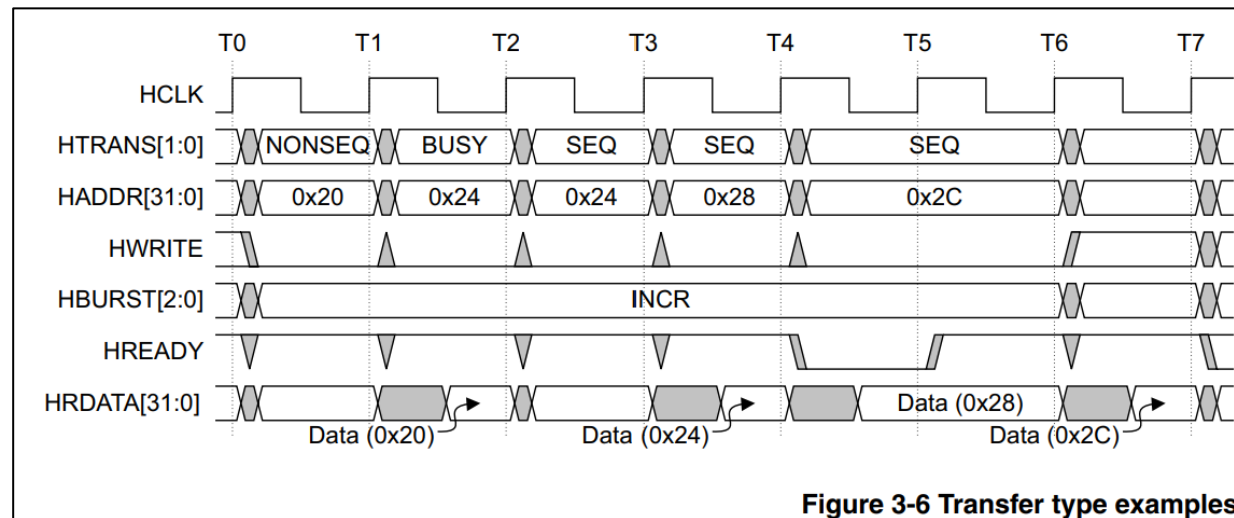 T0 T1 T2 T3 T4 T5 T6 T7
HCLK
HTRANS[1:0] NONSEQ BUSY SEQ SEQ SEQ
HADDR[31:0] 0x20 0x24 0x24 0x28 0x2C
HWRITE
HBURST[2:0] INCR
HREADY
HRDATA[31:0] Data (0x28)
Data (0x20) Data (0x24) Data (0x2C)
Figure 3-6 Transfer type examples